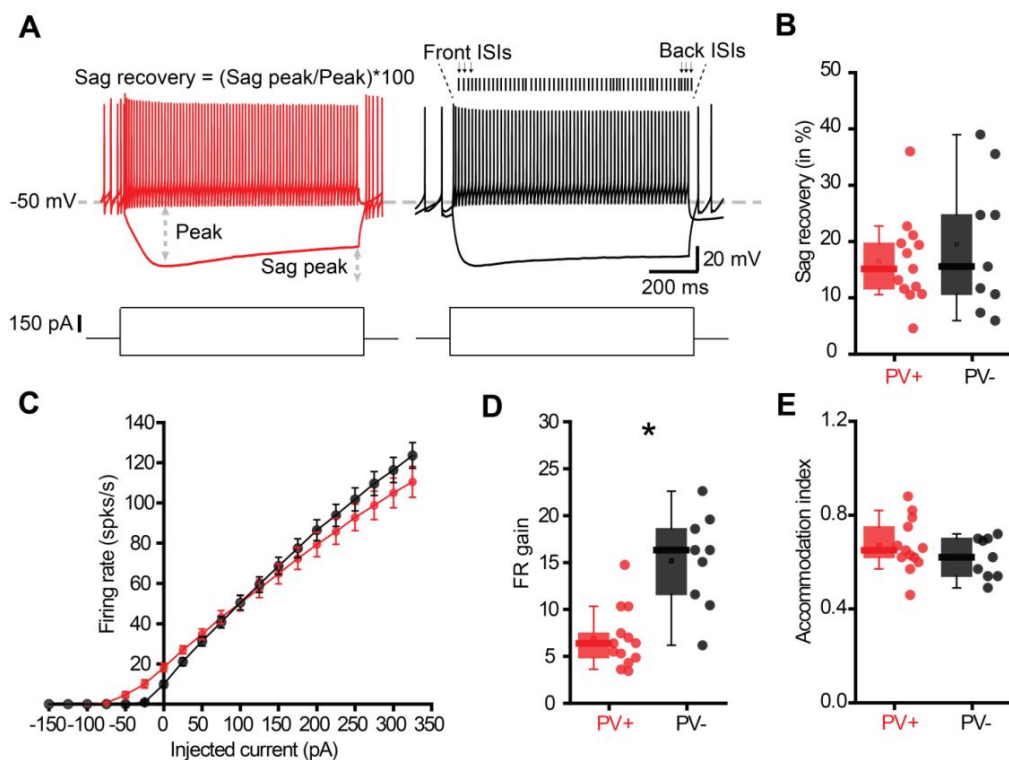 A
Sag recovery = (Sag peak/Peak)*100
Front ISIs
Back ISIs
-50 mV
Peak
Sag peak
20 mV
200 ms
150 pA
B
Sag recovery (in %)
50
40
30
20
10
0
PV+
PV-
C
Firing rate (spks/s)
140
120
100
80
60
40
20
-150
-100
-50
0
50
100
150
200
250
300
350
Injected current (pA)
D
*
FR gain
30
25
20
15
10
5
0
PV+
PV-
E
Accommodation index
1.2
0.9
0.6
0.3
0.0
PV+
PV-